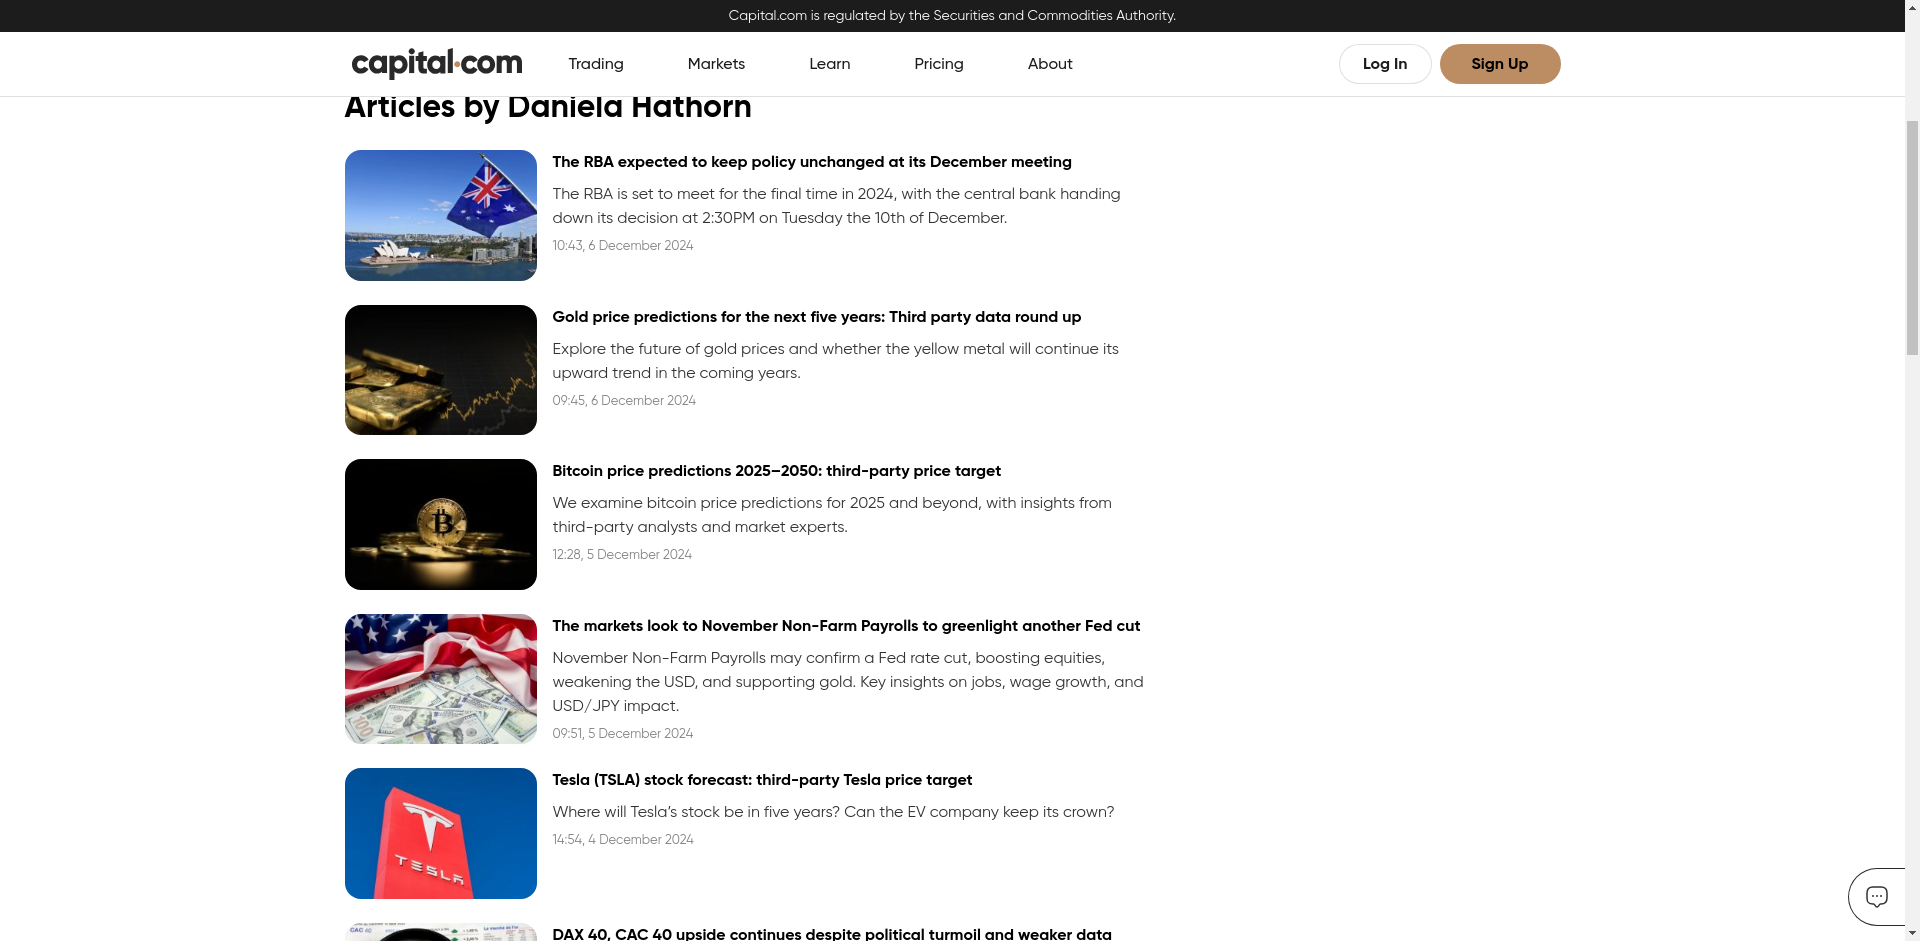 Capital.com is regulated by the Securities and Commodities Authority.
capital.com
Trading
Markets
Learn
Pricing
About
Log In
Sign Up
Articles by Daniela Hathorn
The RBA expected to keep policy unchanged at its December meeting
The RBA is set to meet for the final time in 2024, with the central bank handing
down its decision at 2:30PM on Tuesday the 10th of December.
10:43, 6 December 2024
Gold price predictions for the next five years: Third party data round up
Explore the future of gold prices and whether the yellow metal will continue its
upward trend in the coming years.
09:45, 6 December 2024
Bitcoin price predictions 2025–2050: third-party price target
We examine bitcoin price predictions for 2025 and beyond, with insights from
third-party analysts and market experts.
12:28, 5 December 2024
The markets look to November Non-Farm Payrolls to greenlight another Fed cut
November Non-Farm Payrolls may confirm a Fed rate cut, boosting equities,
weakening the USD, and supporting gold. Key insights on jobs, wage growth, and
USD/JPY impact.
09:51, 5 December 2024
TESLA
Tesla (TSLA) stock forecast: third-party Tesla price target
Where will Tesla’s stock be in five years? Can the EV company keep its crown?
14:54, 4 December 2024
CAC 40
DAX 40, CAC 40 upside continues despite political turmoil and weaker data